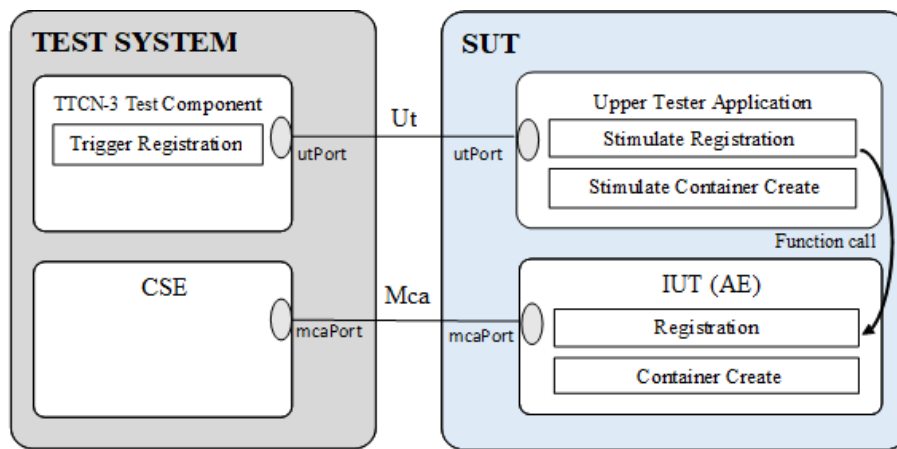 TEST SYSTEM
TTCN-3 Test Component
Trigger Registration
utPort
CSE
mcaPort
Ut
Mca
SUT
Upper Tester Application
utPort
Stimulate Registration
Stimulate Container Create
Function call
IUT (AE)
mcaPort
Registration
Container Create